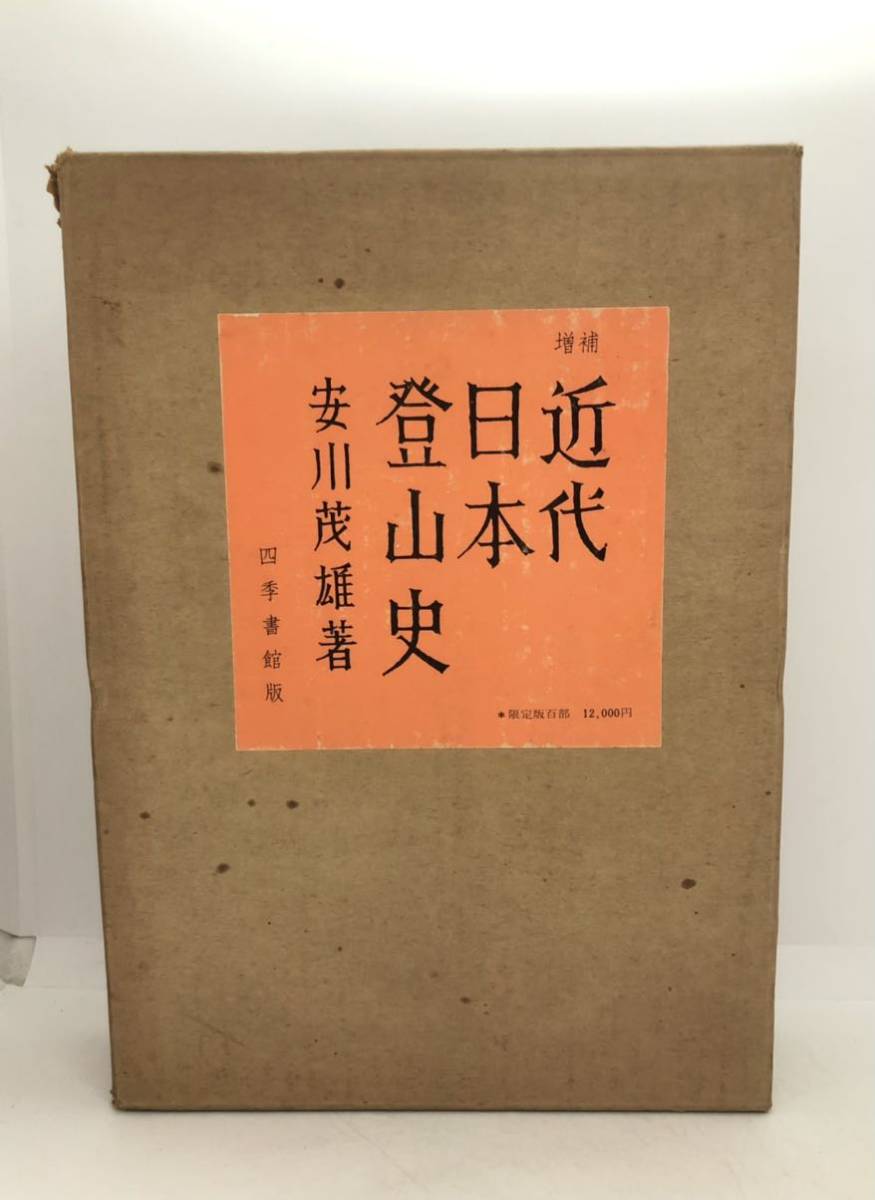 増補
近代
日本
登山史
安川茂雄著
四季書館版
*限定版百部 12,000円